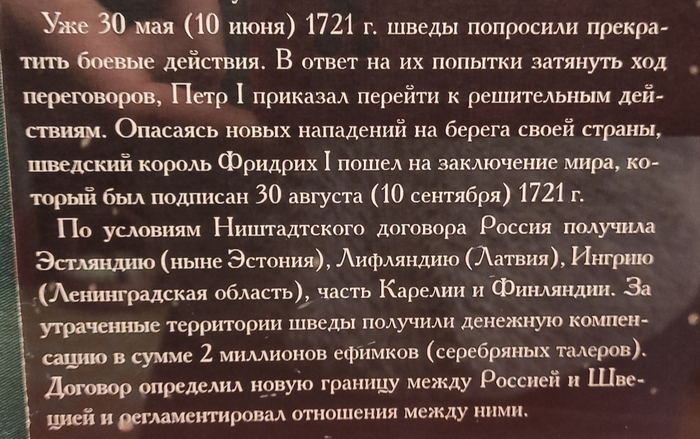 Уже 30 мая (10 июня) 1721 г. шведы попросили прекра-
тить боевые действия. В ответ на их попытки затянуть ход
переговоров, Петр I приказал перейти к решительным дей-
ствиям. Опасаясь новых нападений на берега своей страны,
шведский король Фридрих I пошел на заключение мира, ко-
торый был подписан 30 августа (10 сентября) 1721 г.
По условиям Ништадтского договора Россия получила
Эстляндию (ныне Эстония), Лифляндию (Латвия), Ингрию
(Ленинградская область), часть Карелии и Финляндии. За
утраченные территории шведы получили денежную компен-
сацию в сумме 2 миллионов ефимков (серебряных талеров).
Договор определил новую границу между Россией и Шве-
цией и регламентировал отношения между ними.